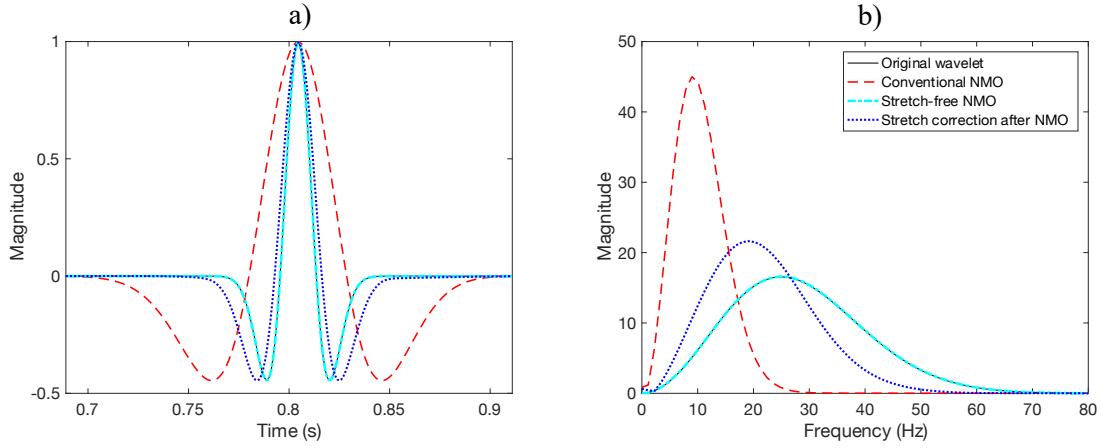 a)
1
0.5
0
-0.5
Magnitude
0.7 0.75 0.8 0.85 0.9
Time (s)
b)
50
40
30
20
10
0
Magnitude
Original wavelet
Conventional NMO
Stretch-free NMO
Stretch correction after NMO
0 10 20 30 40 50 60 70 80
Frequency (Hz)